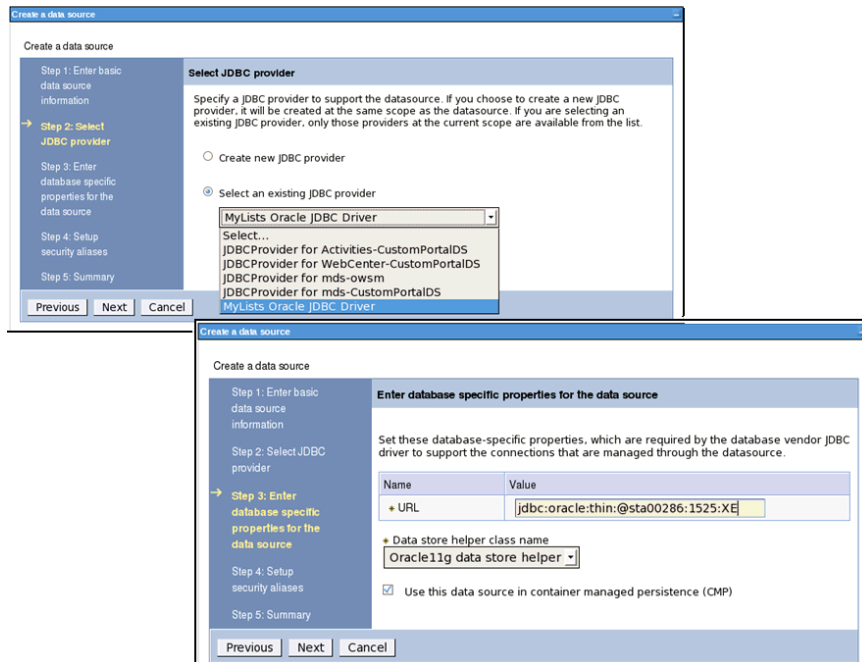 Create a data source
Create a data source
Step 1: Enter basic
data source
information
Step 2: Select
JDBC provider
Step 3: Enter
database specific
properties for the
data source
Step 4: Setup
security aliases
Step 5: Summary
Select JDBC provider
Specify a JDBC provider to support the datasource. If you choose to create a new JDBC
provider, it will be created at the same scope as the datasource. If you are selecting an
existing JDBC provider, only those providers at the current scope are available from the list.
Create new JDBC provider
Select an existing JDBC provider
MyLists Oracle JDBC Driver
Select...
JDBCProvider for Activities-CustomPortalDS
JDBCProvider for WebCenter-CustomPortalDS
JDBCProvider for mds-owsm
JDBCProvider for mds-CustomPortalDS
MyLists Oracle JDBC Driver
Previous Next Cancel
Create a data source
Create a data source
Step 1: Enter basic
data source
information
Step 2: Select JDBC
provider
Step 3: Enter
database specific
properties for the
data source
Step 4: Setup
security aliases
Step 5: Summary
Enter database specific properties for the data source
Set these database-specific properties, which are required by the database vendor JDBC
driver to support the connections that are managed through the datasource.
Name Value
URL jdbc:oracle:thin:@sta00286:1525:XE
Data store helper class name
Oracle11g data store helper
Use this data source in container managed persistence (CMP)
Previous Next Cancel